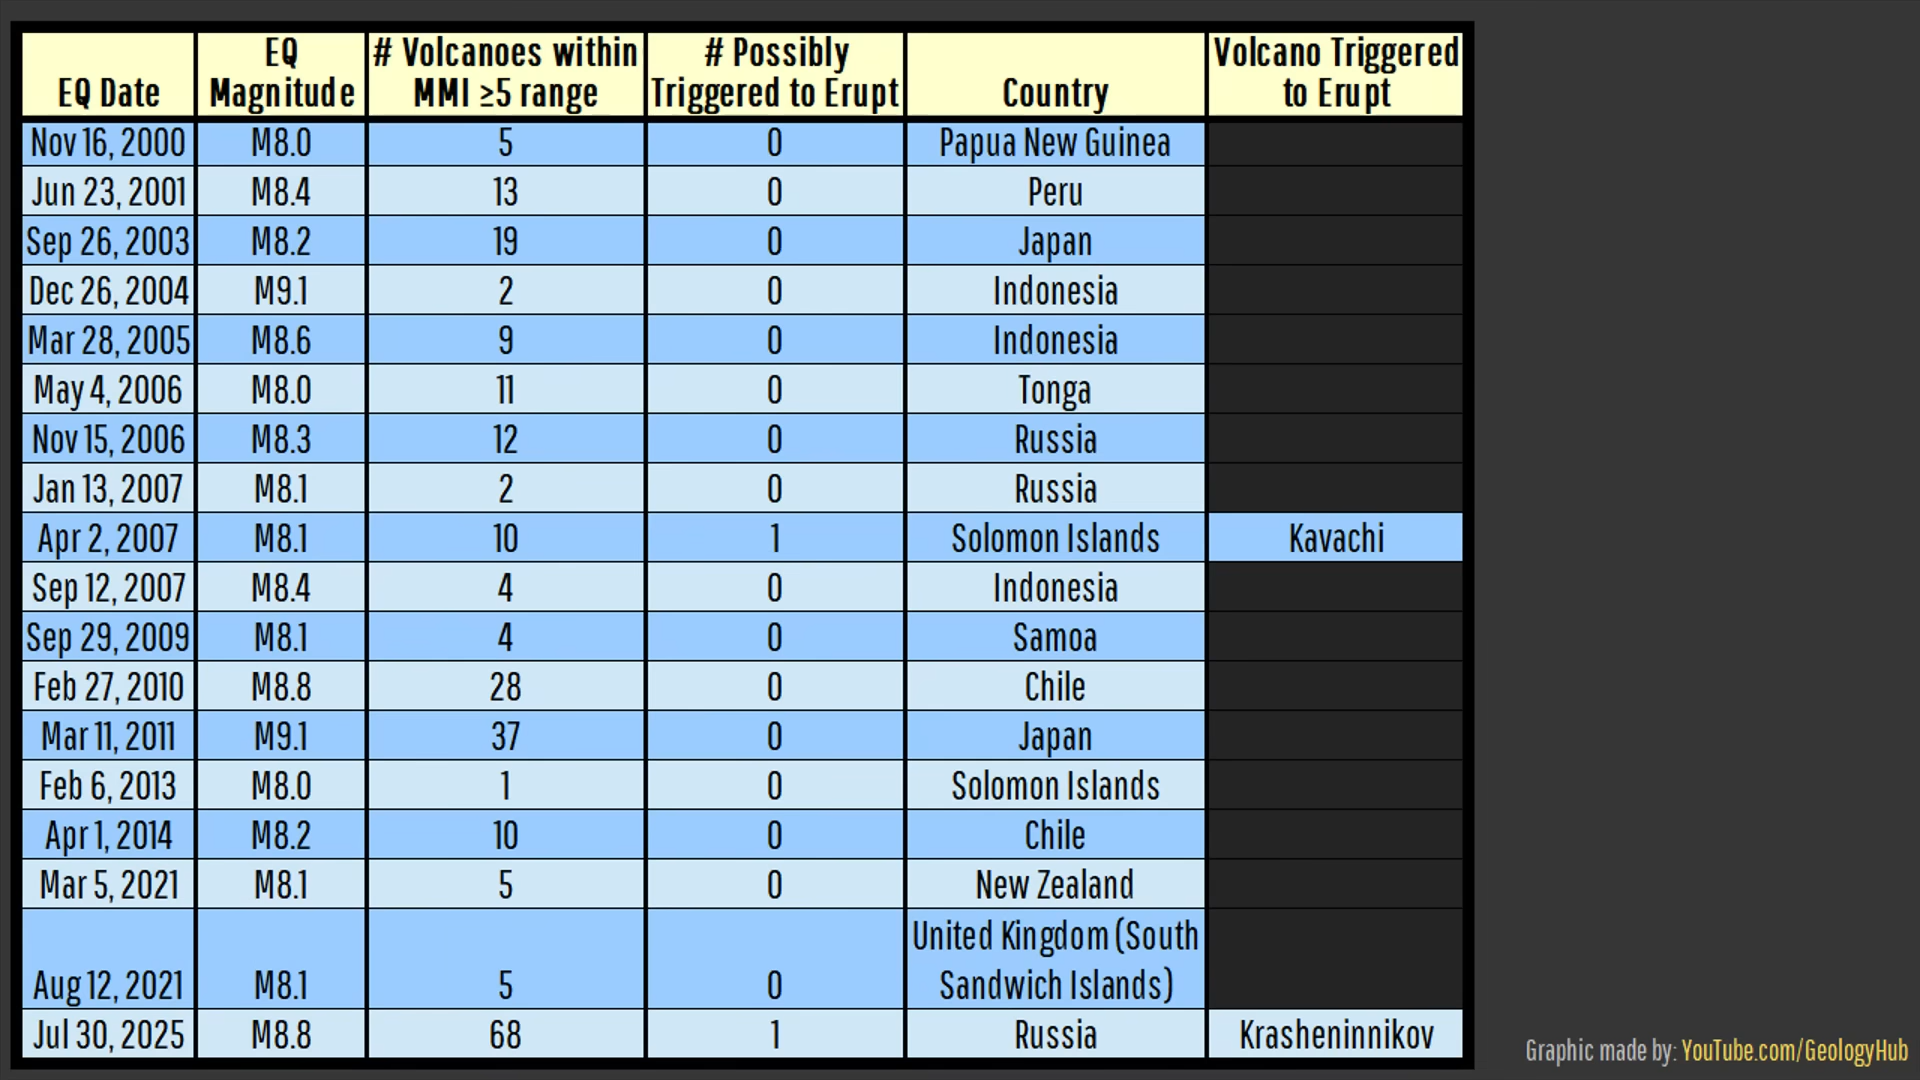 EQ Date | EQ Magnitude | # Volcanoes within MMI ≥5 range | # Possibly Triggered to Erupt | Country | Volcano Triggered to Erupt
Nov 16, 2000 | M8.0 | 5 | 0 | Papua New Guinea
Jun 23, 2001 | M8.4 | 13 | 0 | Peru
Sep 26, 2003 | M8.2 | 19 | 0 | Japan
Dec 26, 2004 | M9.1 | 2 | 0 | Indonesia
Mar 28, 2005 | M8.6 | 9 | 0 | Indonesia
May 4, 2006 | M8.0 | 11 | 0 | Tonga
Nov 15, 2006 | M8.3 | 12 | 0 | Russia
Jan 13, 2007 | M8.1 | 2 | 0 | Russia
Apr 2, 2007 | M8.1 | 10 | 1 | Solomon Islands | Kavachi
Sep 12, 2007 | M8.4 | 4 | 0 | Indonesia
Sep 29, 2009 | M8.1 | 4 | 0 | Samoa
Feb 27, 2010 | M8.8 | 28 | 0 | Chile
Mar 11, 2011 | M9.1 | 37 | 0 | Japan
Feb 6, 2013 | M8.0 | 1 | 0 | Solomon Islands
Apr 1, 2014 | M8.2 | 10 | 0 | Chile
Mar 5, 2021 | M8.1 | 5 | 0 | New Zealand
Aug 12, 2021 | M8.1 | 5 | 0 | United Kingdom (South Sandwich Islands)
Jul 30, 2025 | M8.8 | 68 | 1 | Russia | Krasheninnikov
Graphic made by: YouTube.com/GeologyHub